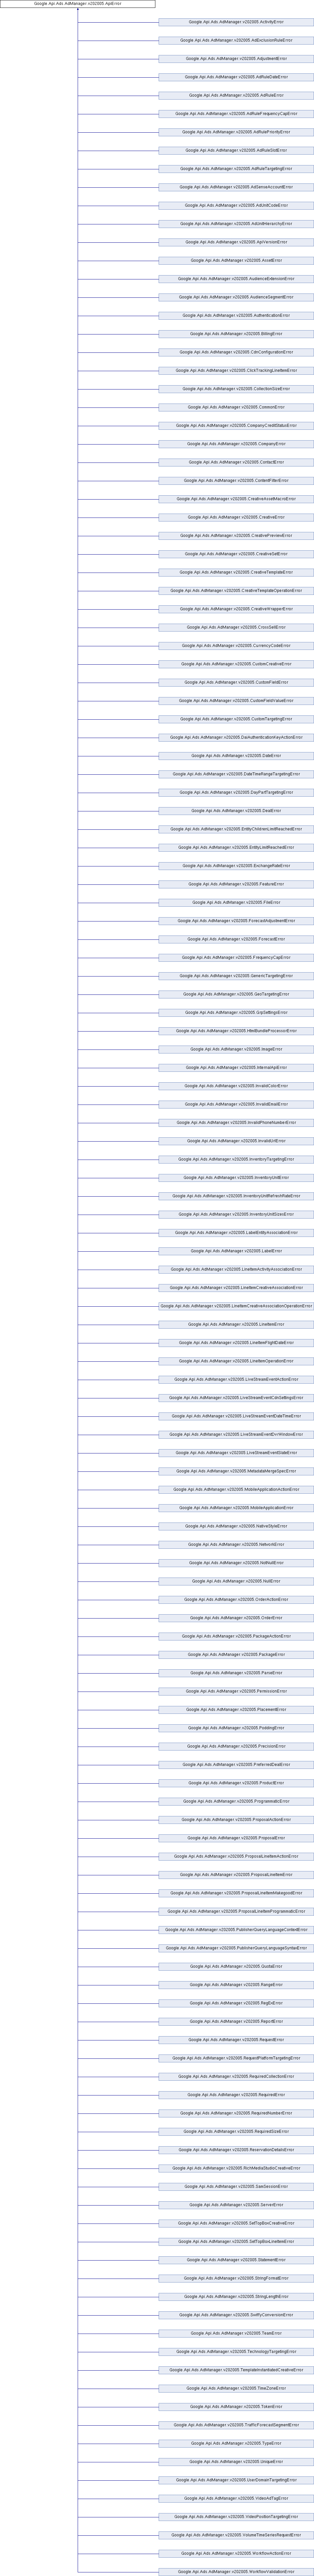 Google.Api.Ads.AdManager.v202005.ApiError
Google.Api.Ads.AdManager.v202005.ActivityError
Google.Api.Ads.AdManager.v202005.AdExclusionRuleError
Google.Api.Ads.AdManager.v202005.AdjustmentError
Google.Api.Ads.AdManager.v202005.AdRuleDateError
Google.Api.Ads.AdManager.v202005.AdRuleError
Google.Api.Ads.AdManager.v202005.AdRuleFrequencyCapError
Google.Api.Ads.AdManager.v202005.AdRulePriorityError
Google.Api.Ads.AdManager.v202005.AdRuleSlotError
Google.Api.Ads.AdManager.v202005.AdRuleTargetingError
Google.Api.Ads.AdManager.v202005.AdSenseAccountError
Google.Api.Ads.AdManager.v202005.AdUnitCodeError
Google.Api.Ads.AdManager.v202005.AdUnitHierarchyError
Google.Api.Ads.AdManager.v202005.ApiVersionError
Google.Api.Ads.AdManager.v202005.AssetError
Google.Api.Ads.AdManager.v202005.AudienceExtensionError
Google.Api.Ads.AdManager.v202005.AudienceSegmentError
Google.Api.Ads.AdManager.v202005.AuthenticationError
Google.Api.Ads.AdManager.v202005.BillingError
Google.Api.Ads.AdManager.v202005.CdnConfigurationError
Google.Api.Ads.AdManager.v202005.ClickTrackingLineItemError
Google.Api.Ads.AdManager.v202005.CollectionSizeError
Google.Api.Ads.AdManager.v202005.CommonError
Google.Api.Ads.AdManager.v202005.CompanyCreditStatusError
Google.Api.Ads.AdManager.v202005.CompanyError
Google.Api.Ads.AdManager.v202005.ContactError
Google.Api.Ads.AdManager.v202005.ContentFilterError
Google.Api.Ads.AdManager.v202005.CreativeAssetMacroError
Google.Api.Ads.AdManager.v202005.CreativeError
Google.Api.Ads.AdManager.v202005.CreativePreviewError
Google.Api.Ads.AdManager.v202005.CreativeSetError
Google.Api.Ads.AdManager.v202005.CreativeTemplateError
Google.Api.Ads.AdManager.v202005.CreativeTemplateOperationError
Google.Api.Ads.AdManager.v202005.CreativeWrapperError
Google.Api.Ads.AdManager.v202005.CrossSellError
Google.Api.Ads.AdManager.v202005.CurrencyCodeError
Google.Api.Ads.AdManager.v202005.CustomCreativeError
Google.Api.Ads.AdManager.v202005.CustomFieldError
Google.Api.Ads.AdManager.v202005.CustomFieldValueError
Google.Api.Ads.AdManager.v202005.CustomTargetingError
Google.Api.Ads.AdManager.v202005.DaiAuthenticationKeyActionError
Google.Api.Ads.AdManager.v202005.DateError
Google.Api.Ads.AdManager.v202005.DateTimeRangeTargetingError
Google.Api.Ads.AdManager.v202005.DayPartTargetingError
Google.Api.Ads.AdManager.v202005.DealError
Google.Api.Ads.AdManager.v202005.EntityChildrenLimitReachedError
Google.Api.Ads.AdManager.v202005.EntityLimitReachedError
Google.Api.Ads.AdManager.v202005.ExchangeRateError
Google.Api.Ads.AdManager.v202005.FeatureError
Google.Api.Ads.AdManager.v202005.FileError
Google.Api.Ads.AdManager.v202005.ForecastAdjustmentError
Google.Api.Ads.AdManager.v202005.ForecastError
Google.Api.Ads.AdManager.v202005.FrequencyCapError
Google.Api.Ads.AdManager.v202005.GenericTargetingError
Google.Api.Ads.AdManager.v202005.GeoTargetingError
Google.Api.Ads.AdManager.v202005.GrpSettingsError
Google.Api.Ads.AdManager.v202005.HtmlBundleProcessorError
Google.Api.Ads.AdManager.v202005.ImageError
Google.Api.Ads.AdManager.v202005.InternalApiError
Google.Api.Ads.AdManager.v202005.InvalidColorError
Google.Api.Ads.AdManager.v202005.InvalidEmailError
Google.Api.Ads.AdManager.v202005.InvalidPhoneNumberError
Google.Api.Ads.AdManager.v202005.InvalidUrlError
Google.Api.Ads.AdManager.v202005.InventoryTargetingError
Google.Api.Ads.AdManager.v202005.InventoryUnitError
Google.Api.Ads.AdManager.v202005.InventoryUnitRefreshRateError
Google.Api.Ads.AdManager.v202005.InventoryUnitSizesError
Google.Api.Ads.AdManager.v202005.LabelEntityAssociationError
Google.Api.Ads.AdManager.v202005.LabelError
Google.Api.Ads.AdManager.v202005.LineItemActivityAssociationError
Google.Api.Ads.AdManager.v202005.LineItemCreativeAssociationError
Google.Api.Ads.AdManager.v202005.LineItemCreativeAssociationOperationError
Google.Api.Ads.AdManager.v202005.LineItemError
Google.Api.Ads.AdManager.v202005.LineItemFlightDateError
Google.Api.Ads.AdManager.v202005.LineItemOperationError
Google.Api.Ads.AdManager.v202005.LiveStreamEventActionError
Google.Api.Ads.AdManager.v202005.LiveStreamEventCdnSettingsError
Google.Api.Ads.AdManager.v202005.LiveStreamEventDateTimeError
Google.Api.Ads.AdManager.v202005.LiveStreamEventDvrWindowError
Google.Api.Ads.AdManager.v202005.LiveStreamEventSlateError
Google.Api.Ads.AdManager.v202005.MetadataMergeSpecError
Google.Api.Ads.AdManager.v202005.MobileApplicationActionError
Google.Api.Ads.AdManager.v202005.MobileApplicationError
Google.Api.Ads.AdManager.v202005.NativeStyleError
Google.Api.Ads.AdManager.v202005.NetworkError
Google.Api.Ads.AdManager.v202005.NotNullError
Google.Api.Ads.AdManager.v202005.NullError
Google.Api.Ads.AdManager.v202005.OrderActionError
Google.Api.Ads.AdManager.v202005.OrderError
Google.Api.Ads.AdManager.v202005.PackageActionError
Google.Api.Ads.AdManager.v202005.PackageError
Google.Api.Ads.AdManager.v202005.ParseError
Google.Api.Ads.AdManager.v202005.PermissionError
Google.Api.Ads.AdManager.v202005.PlacementError
Google.Api.Ads.AdManager.v202005.PoddingError
Google.Api.Ads.AdManager.v202005.PrecisionError
Google.Api.Ads.AdManager.v202005.PreferredDealError
Google.Api.Ads.AdManager.v202005.ProductError
Google.Api.Ads.AdManager.v202005.ProgrammaticError
Google.Api.Ads.AdManager.v202005.ProposalActionError
Google.Api.Ads.AdManager.v202005.ProposalError
Google.Api.Ads.AdManager.v202005.ProposalLineItemActionError
Google.Api.Ads.AdManager.v202005.ProposalLineItemError
Google.Api.Ads.AdManager.v202005.ProposalLineItemMakegoodError
Google.Api.Ads.AdManager.v202005.ProposalLineItemProgrammaticError
Google.Api.Ads.AdManager.v202005.PublisherQueryLanguageContextError
Google.Api.Ads.AdManager.v202005.PublisherQueryLanguageSyntaxError
Google.Api.Ads.AdManager.v202005.QuotaError
Google.Api.Ads.AdManager.v202005.RangeError
Google.Api.Ads.AdManager.v202005.RegExError
Google.Api.Ads.AdManager.v202005.ReportError
Google.Api.Ads.AdManager.v202005.RequestError
Google.Api.Ads.AdManager.v202005.RequestPlatformTargetingError
Google.Api.Ads.AdManager.v202005.RequiredCollectionError
Google.Api.Ads.AdManager.v202005.RequiredError
Google.Api.Ads.AdManager.v202005.RequiredNumberError
Google.Api.Ads.AdManager.v202005.RequiredSizeError
Google.Api.Ads.AdManager.v202005.ReservationDetailsError
Google.Api.Ads.AdManager.v202005.RichMediaStudioCreativeError
Google.Api.Ads.AdManager.v202005.SamSessionError
Google.Api.Ads.AdManager.v202005.ServerError
Google.Api.Ads.AdManager.v202005.SetTopBoxCreativeError
Google.Api.Ads.AdManager.v202005.SetTopBoxLineItemError
Google.Api.Ads.AdManager.v202005.StatementError
Google.Api.Ads.AdManager.v202005.StringFormatError
Google.Api.Ads.AdManager.v202005.StringLengthError
Google.Api.Ads.AdManager.v202005.SwiffyConversionError
Google.Api.Ads.AdManager.v202005.TeamError
Google.Api.Ads.AdManager.v202005.TechnologyTargetingError
Google.Api.Ads.AdManager.v202005.TemplateInstantiatedCreativeError
Google.Api.Ads.AdManager.v202005.TimeZoneError
Google.Api.Ads.AdManager.v202005.TokenError
Google.Api.Ads.AdManager.v202005.TrafficForecastSegmentError
Google.Api.Ads.AdManager.v202005.TypeError
Google.Api.Ads.AdManager.v202005.UniqueError
Google.Api.Ads.AdManager.v202005.UserDomainTargetingError
Google.Api.Ads.AdManager.v202005.VideoAdTagError
Google.Api.Ads.AdManager.v202005.VideoPositionTargetingError
Google.Api.Ads.AdManager.v202005.VolumeTimeSeriesRequestError
Google.Api.Ads.AdManager.v202005.WorkflowActionError
Google.Api.Ads.AdManager.v202005.WorkflowValidationError